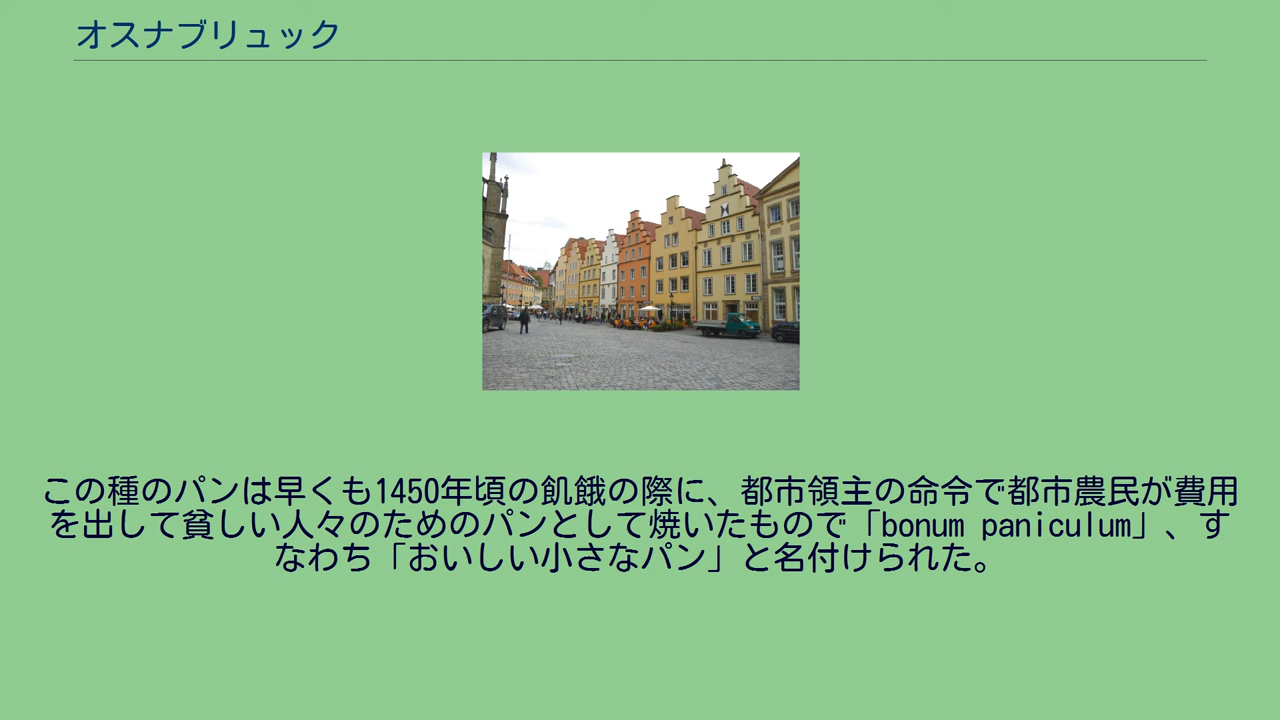 オスナブリュック
この種のパンは早くも1450年頃の飢餓の際に、都市領主の命令で都市農民が費用
を出して貧しい人々のためのパンとして焼いたもので「bonum paniculum」、す
なわち「おいしい小さなパン」と名付けられた。